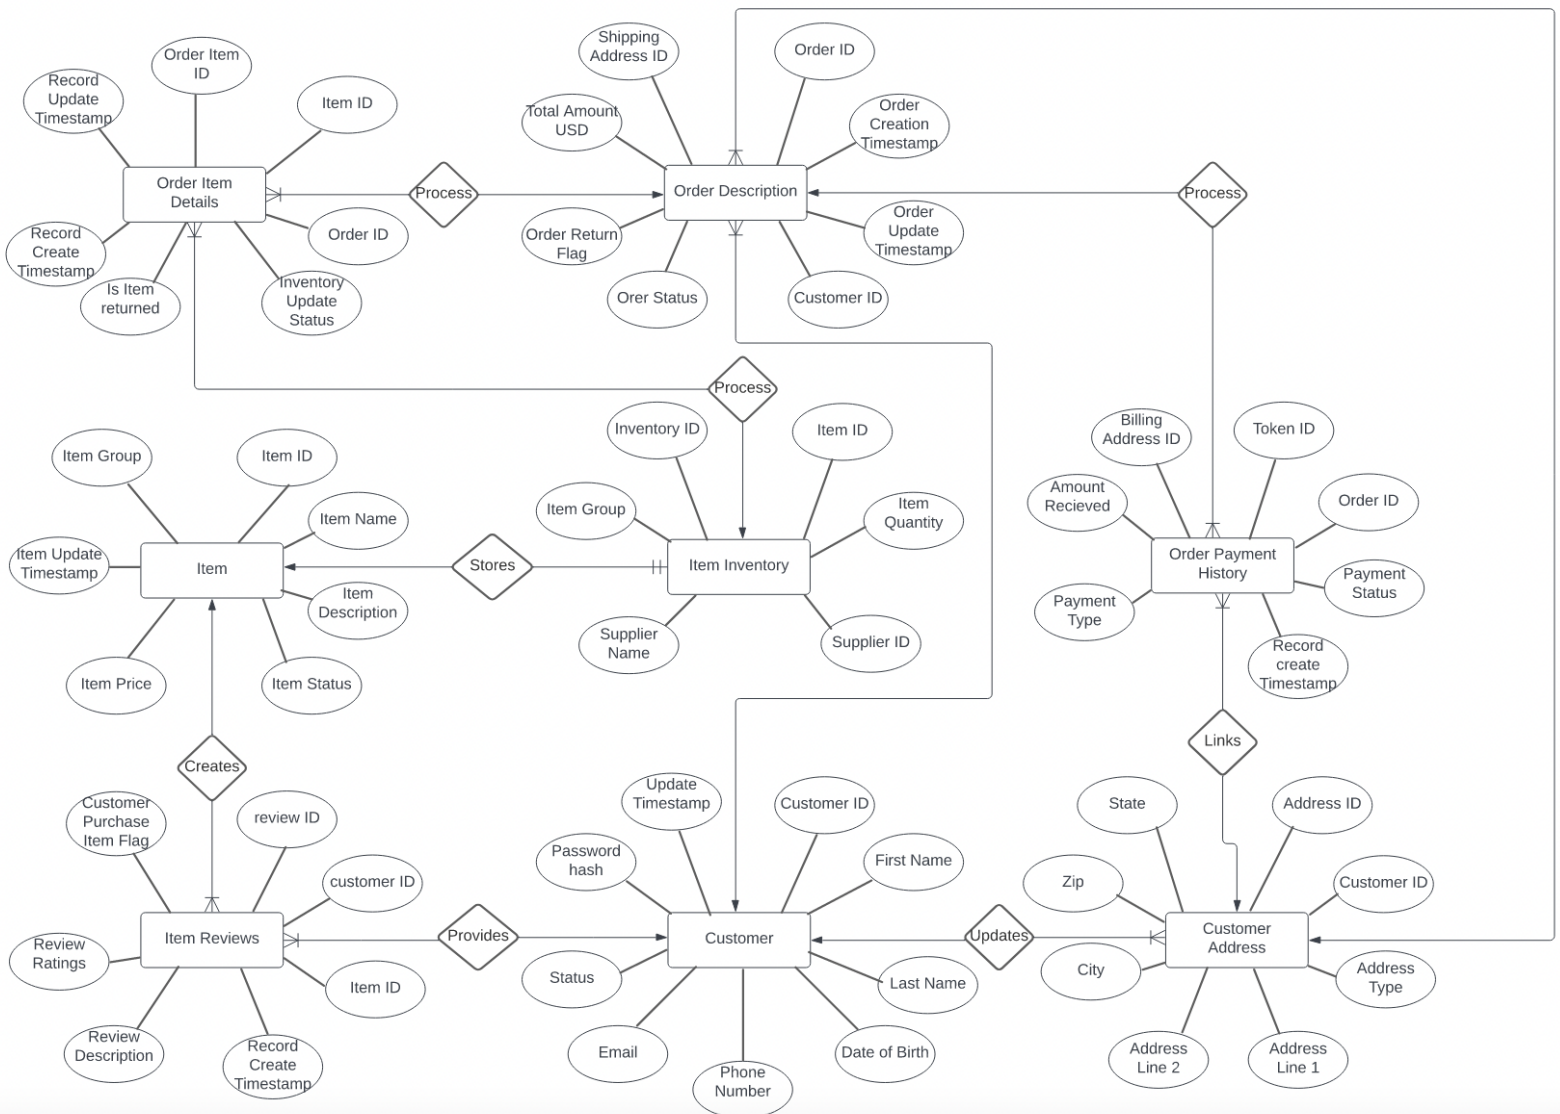 Shipping
Address ID
Order ID
Order Item
ID
Record
Update
Timestamp
Item ID
Total Amount
USD
Order
Creation
Timestamp
Order Item
Details
Process
Order Description
Process
Record
Create
Timestamp
Order ID
Order Return
Flag
Order
Update
Timestamp
Is Item
returned
Inventory
Update
Status
Orer Status
Customer ID
Process
Inventory ID
Item ID
Billing
Address ID
Token ID
Item Group
Item ID
Item Name
Item Group
Item
Quantity
Amount
Recieved
Order ID
Item Update
Timestamp
Item
Stores
Item Inventory
Order Payment
History
Item
Description
Payment
Type
Payment
Status
Supplier
Name
Supplier ID
Record
create
Timestamp
Item Price
Item Status
Links
Creates
Customer
Purchase
Item Flag
review ID
Update
Timestamp
Customer ID
State
Address ID
Password
hash
First Name
customer ID
Zip
Customer ID
Item Reviews
Provides
Customer
Updates
Customer
Address
Review
Ratings
Item ID
Status
Last Name
City
Address
Type
Review
Description
Record
Create
Timestamp
Email
Phone
Number
Date of Birth
Address
Line 2
Address
Line 1